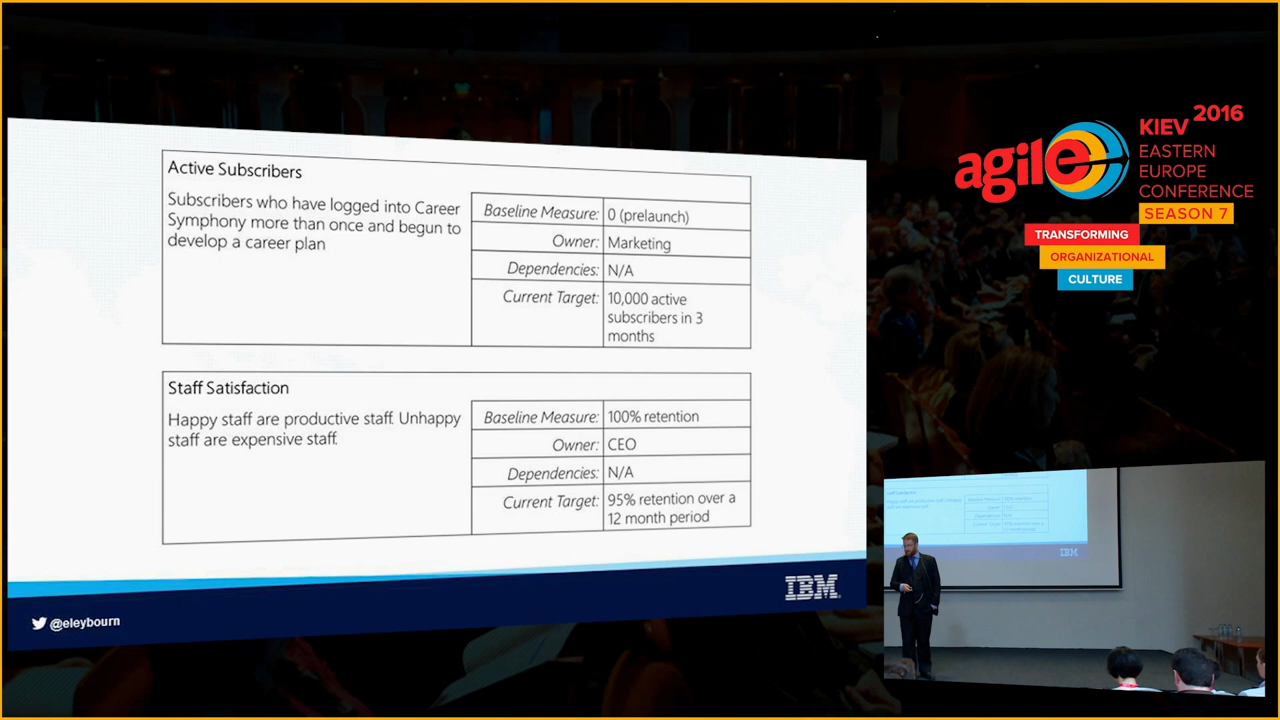 Active Subscribers
Subscribers who have logged into Career
Symphony more than once and begun to
develop a career plan
Baseline Measure: 0 (prelaunch)
Owner: Marketing
Dependencies: N/A
Current Target: 10,000 active
subscribers in 3
months
Staff Satisfaction
Happy staff are productive staff. Unhappy
staff are expensive staff.
Baseline Measure: 100% retention
Owner: CEO
Dependencies: N/A
Current Target: 95% retention over a
12 month period
IBM
@eleybourn
agile
KIEV 2016
EASTERN
EUROPE
CONFERENCE
SEASON 7
TRANSFORMING
ORGANIZATIONAL
CULTURE
IBM